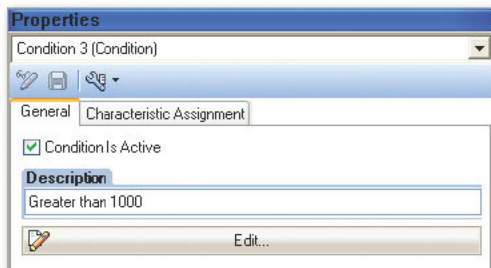 Properties
Condition 3 (Condition)
General Characteristic Assignment
Condition Is Active
Description
Greater than 1000
Edit...